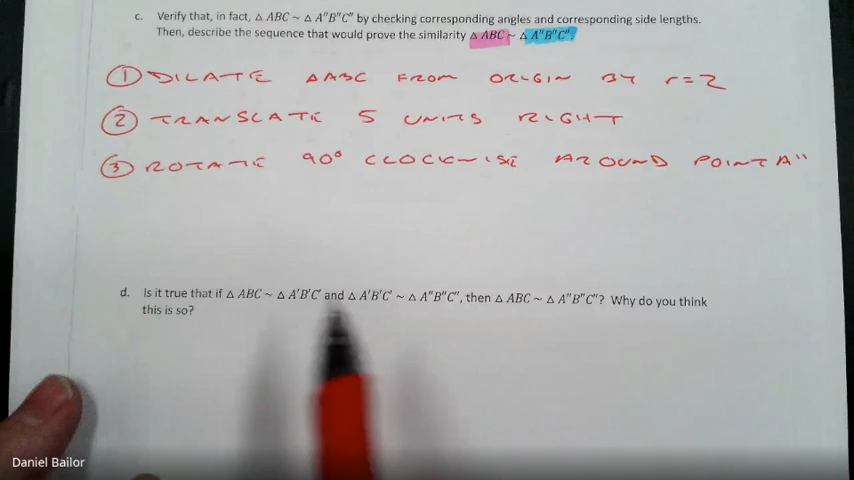 c. Verify that, in fact, △ ABC ~ △ A″B″C″ by checking corresponding angles and corresponding side lengths.
Then, describe the sequence that would prove the similarity △ ABC ~ △ A″B″C″.
① DILATE △ABC FROM ORIGIN BY r=2
② TRANSLATE 5 UNITS RIGHT
③ ROTATE 90° CLOCKWISE AROUND POINT A"
d. Is it true that if △ ABC ~ △ A′B′C′ and △ A′B′C′ ~ △ A″B″C″, then △ ABC ~ △ A″B″C″? Why do you think
this is so?
Daniel Bailor